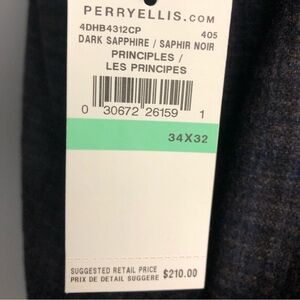 PERRYELLIS.COM
4DHB4312CP 405
DARK SAPPHIRE / SAPHIR NOIR
PRINCIPLES /
LES PRINCIPES
0 30672 26159 1
34X32
SUGGESTED RETAIL PRICE
PRIX DE DETAIL SUGGERE $210.00